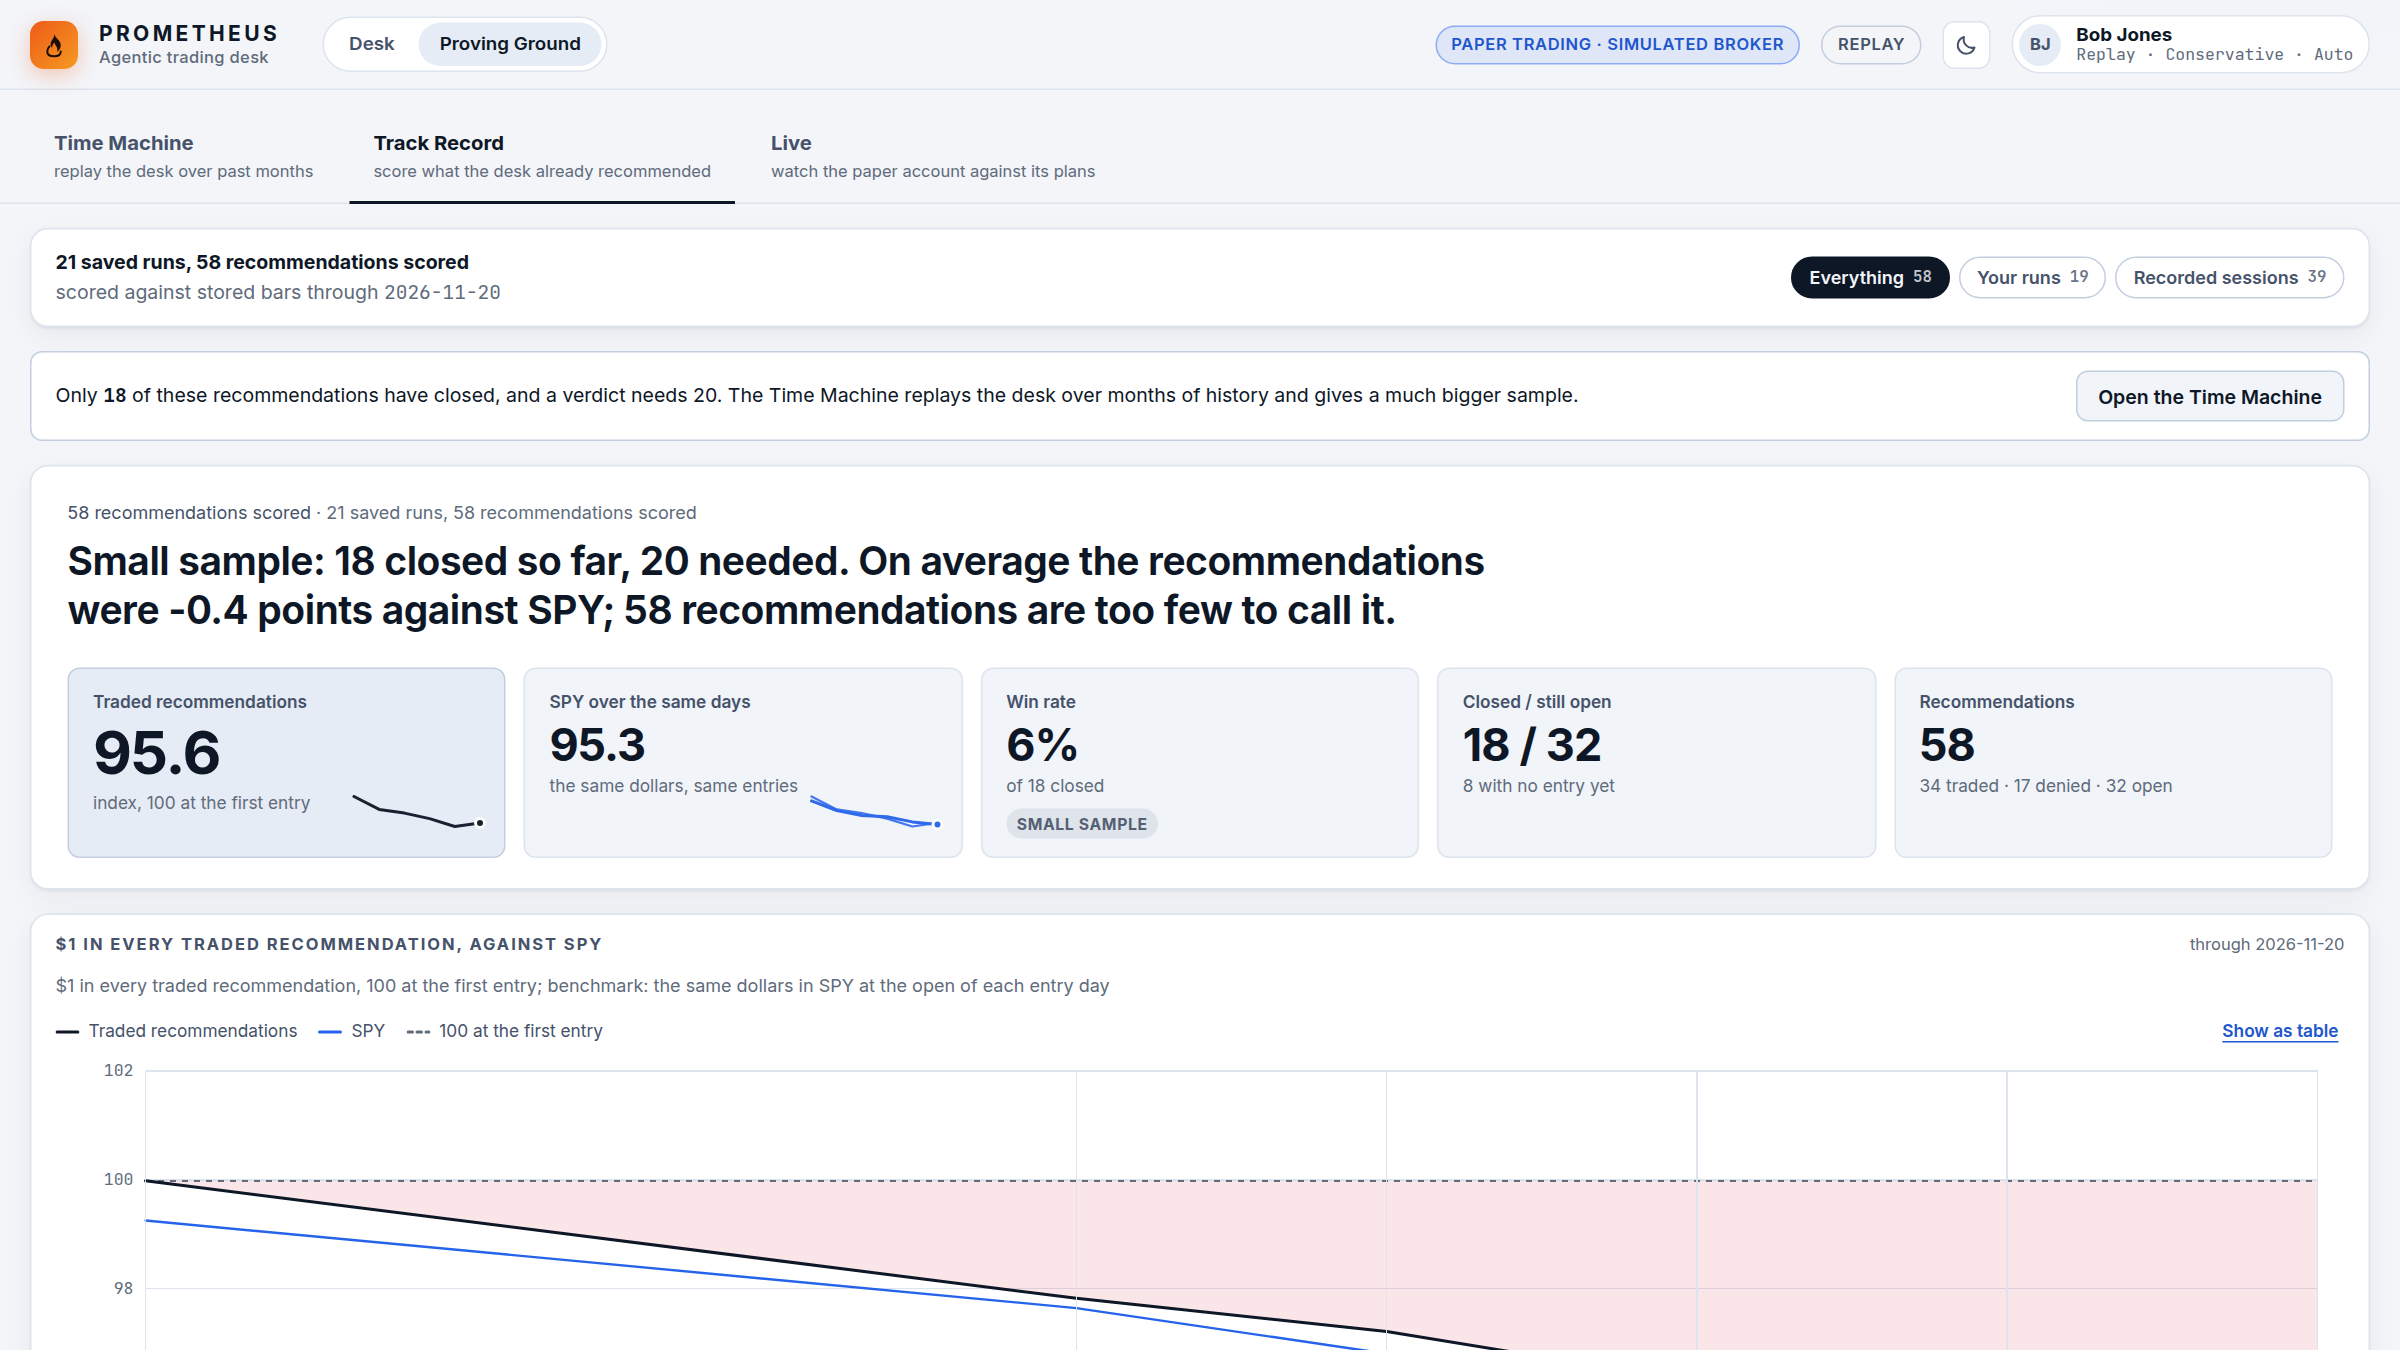 PROMETHEUS
Agentic trading desk
Desk
Proving Ground
PAPER TRADING · SIMULATED BROKER
REPLAY
BJ
Bob Jones
Replay · Conservative · Auto
Time Machine
replay the desk over past months
Track Record
score what the desk already recommended
Live
watch the paper account against its plans
21 saved runs, 58 recommendations scored
scored against stored bars through 2026-11-20
Everything 58
Your runs 19
Recorded sessions 39
Only 18 of these recommendations have closed, and a verdict needs 20. The Time Machine replays the desk over months of history and gives a much bigger sample.
Open the Time Machine
58 recommendations scored · 21 saved runs, 58 recommendations scored
Small sample: 18 closed so far, 20 needed. On average the recommendations
were -0.4 points against SPY; 58 recommendations are too few to call it.
Traded recommendations
95.6
index, 100 at the first entry
SPY over the same days
95.3
the same dollars, same entries
Win rate
6%
of 18 closed
SMALL SAMPLE
Closed / still open
18 / 32
8 with no entry yet
Recommendations
58
34 traded · 17 denied · 32 open
$1 IN EVERY TRADED RECOMMENDATION, AGAINST SPY
through 2026-11-20
$1 in every traded recommendation, 100 at the first entry; benchmark: the same dollars in SPY at the open of each entry day
Traded recommendations
SPY
100 at the first entry
Show as table
102
100
98